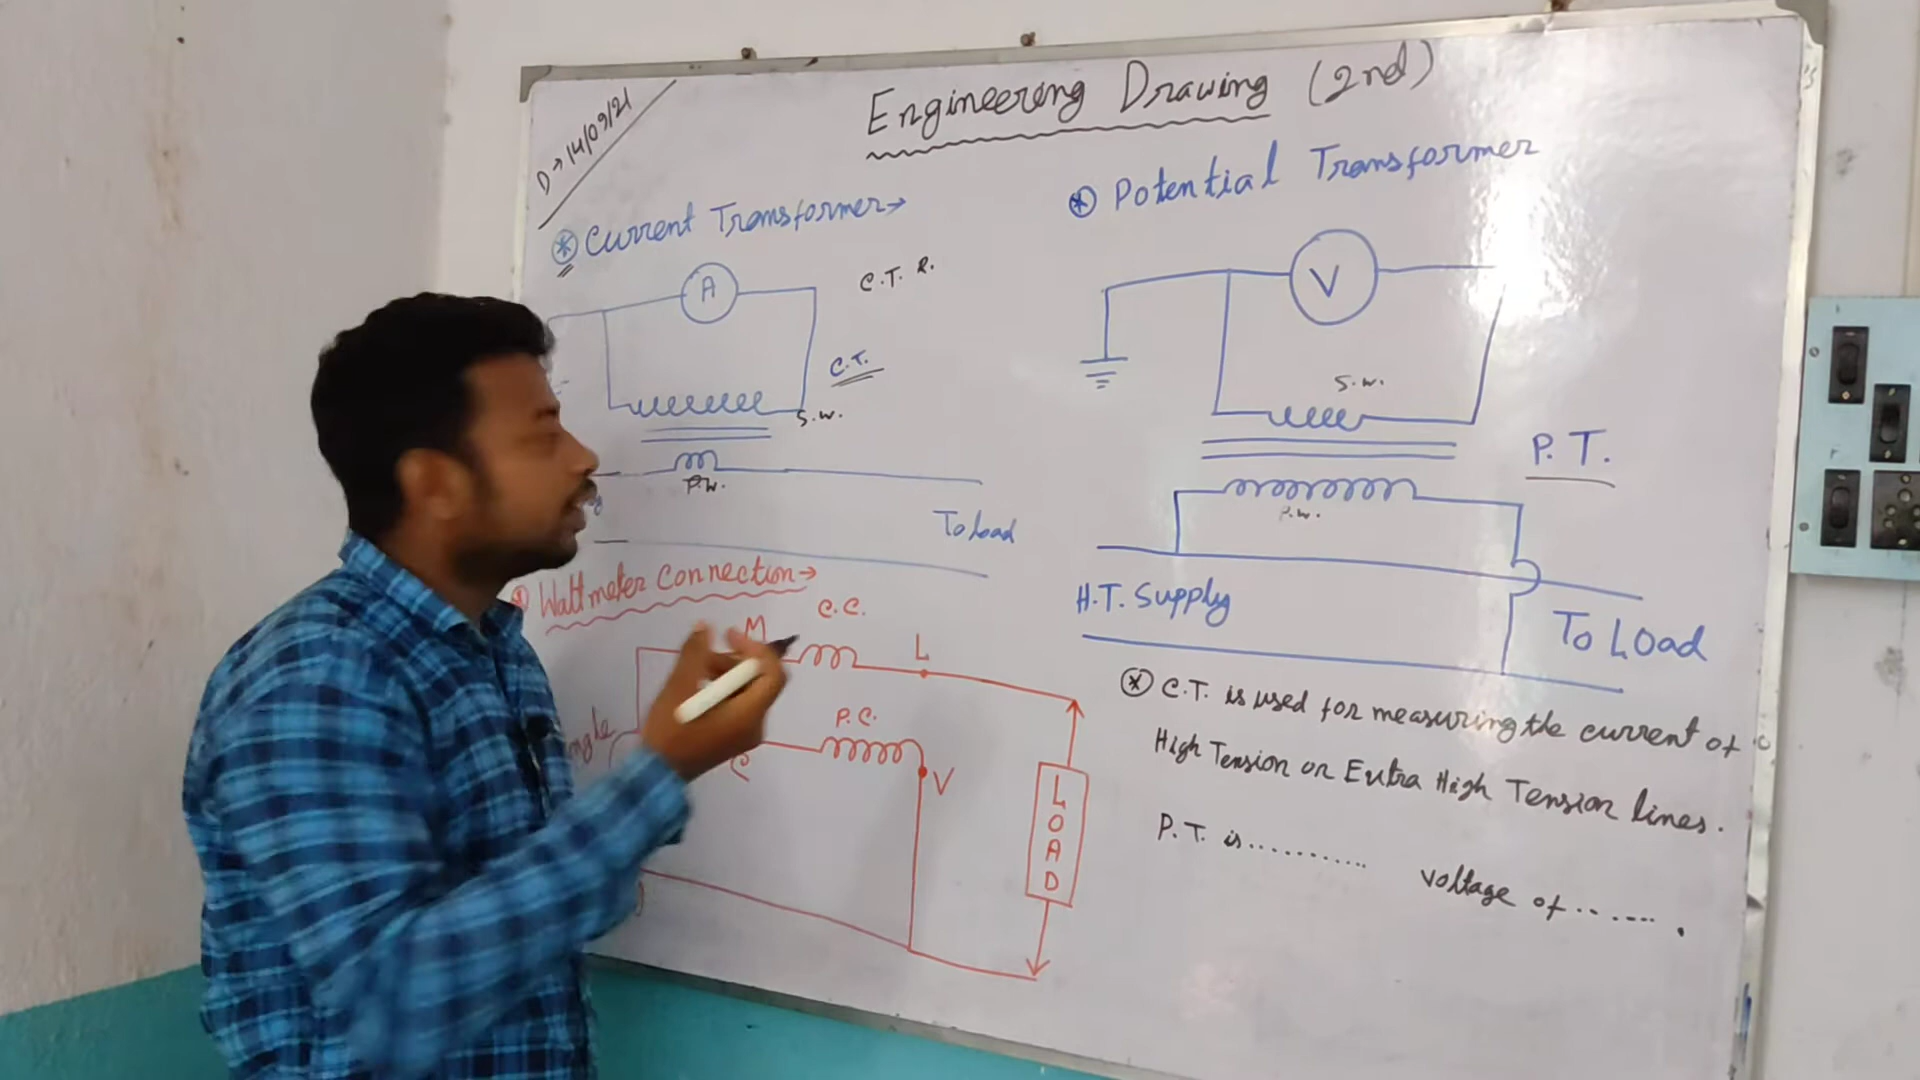 D→14/09/21
Engineering Drawing (2nd)
* Current Transformer→
A
C.T. R.
C.T.
S.W.
P.W.
To Load
* Potential Transformer
V
S.W.
P.T.
P.W.
H.T. Supply
To Load
* Wattmeter Connection→
M
C.C.
L
P.C.
C
V
LOAD
* C.T. is used for measuring the current of
High Tension or Extra High Tension lines.
P.T. is........... voltage of....... .